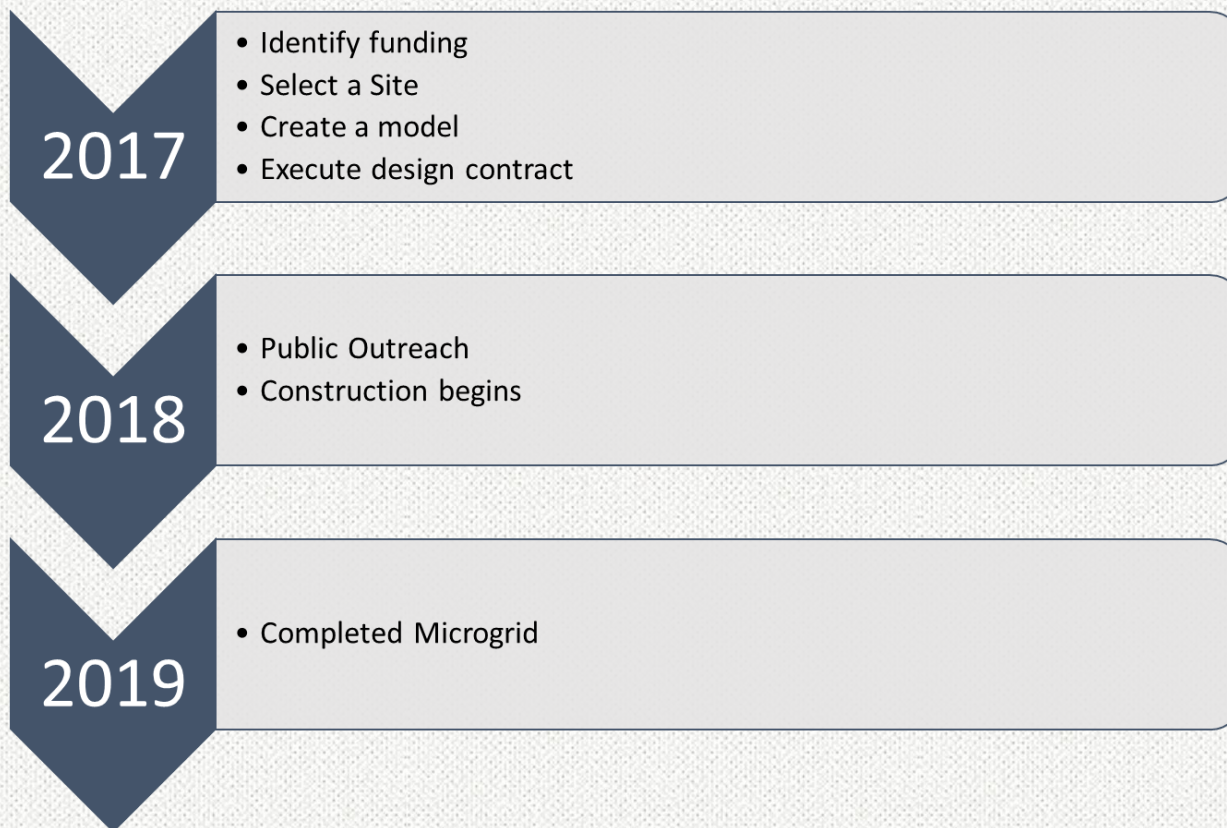 2017
• Identify funding
• Select a Site
• Create a model
• Execute design contract
2018
• Public Outreach
• Construction begins
2019
• Completed Microgrid